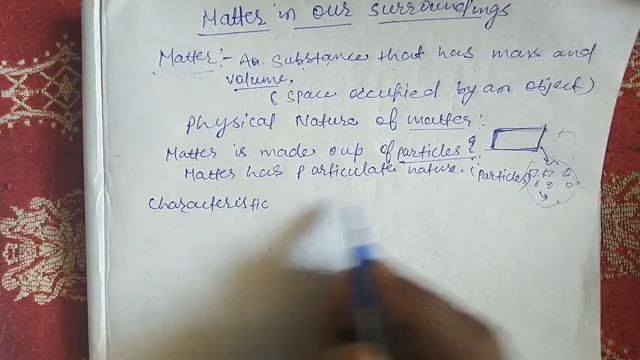 Matter in our surroundings
Matter :- An substance that has mass and
volume.
( space occupied by an object)
Physical Nature of matter :
Matter is made oup of particles :
Matter has particulate nature. (particles)
characteristic